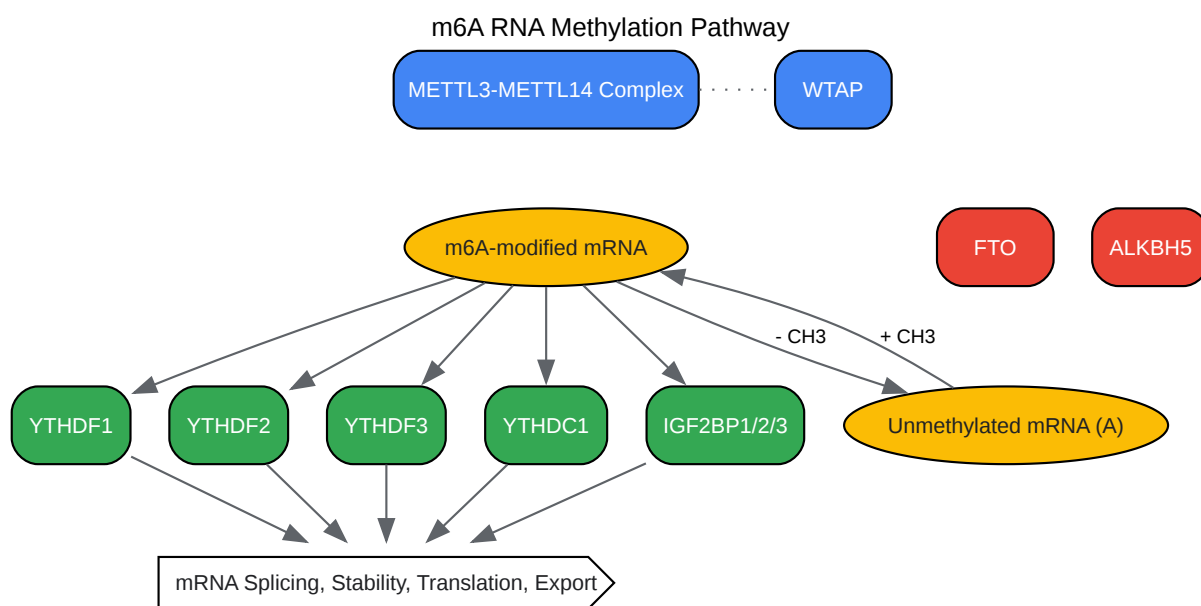 m6A RNA Methylation Pathway
METTL3-METTL14 Complex
WTAP
m6A-modified mRNA
FTO
ALKBH5
- CH3
+ CH3
YTHDF1
YTHDF2
YTHDF3
YTHDC1
IGF2BP1/2/3
Unmethylated mRNA (A)
mRNA Splicing, Stability, Translation, Export